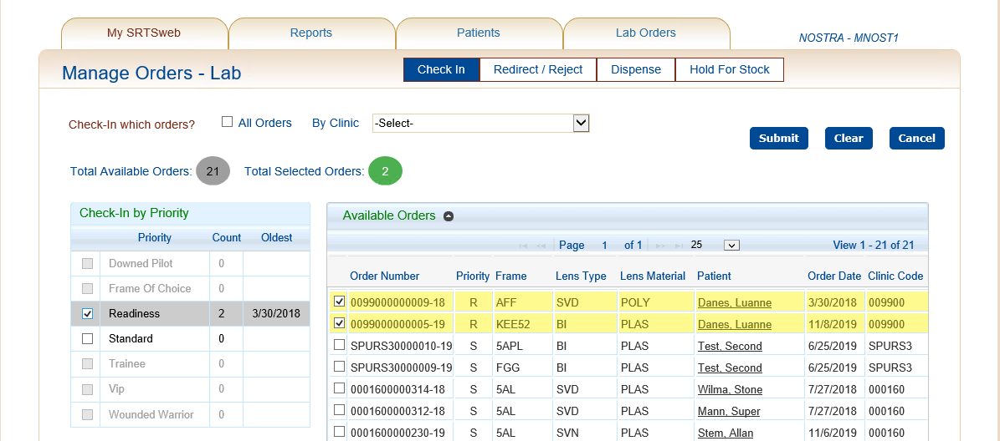 My SRTSweb Reports Patients Lab Orders NOSTRA - MNOST1
Manage Orders - Lab Check In Redirect / Reject Dispense Hold For Stock
Check-In which orders? All Orders By Clinic -Select-
Submit Clear Cancel
Total Available Orders: 21 Total Selected Orders: 2
Check-In by Priority
Priority Count Oldest
Downed Pilot 0
Frame Of Choice 0
Readiness 2 3/30/2018
Standard 0
Trainee 0
Vip 0
Wounded Warrior 0
Available Orders
Page 1 of 1 25 View 1 - 21 of 21
Order Number Priority Frame Lens Type Lens Material Patient Order Date Clinic Code
0099000000009-18 R AFF SVD POLY Danes, Luanne 3/30/2018 009900
0099000000005-19 R KEE52 BI PLAS Danes, Luanne 11/8/2019 009900
SPURS30000010-19 S 5APL BI PLAS Test, Second 6/25/2019 SPURS3
SPURS30000009-19 S FGG BI PLAS Test, Second 6/25/2019 SPURS3
0001600000314-18 S 5AL SVD PLAS Wilma, Stone 7/27/2018 000160
0001600000312-18 S 5AL SVD PLAS Mann, Super 7/27/2018 000160
0001600000230-19 S 5AL SVN PLAS Stem, Allan 11/6/2019 000160